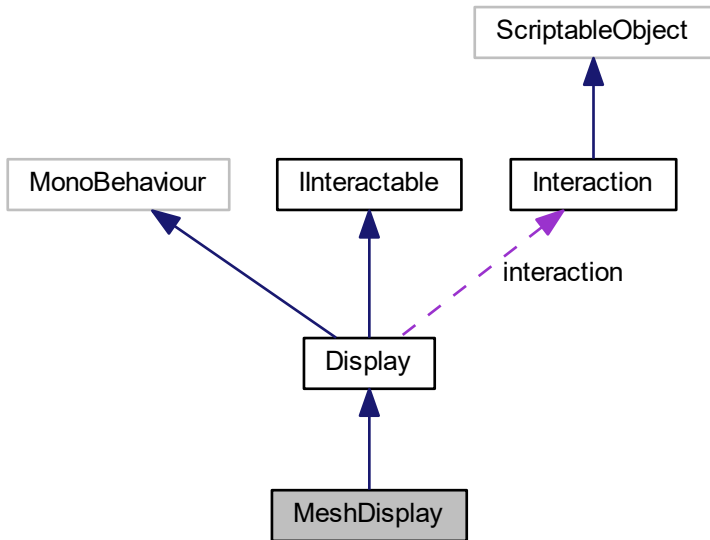 ScriptableObject
MonoBehaviour
IInteractable
Interaction
interaction
Display
MeshDisplay